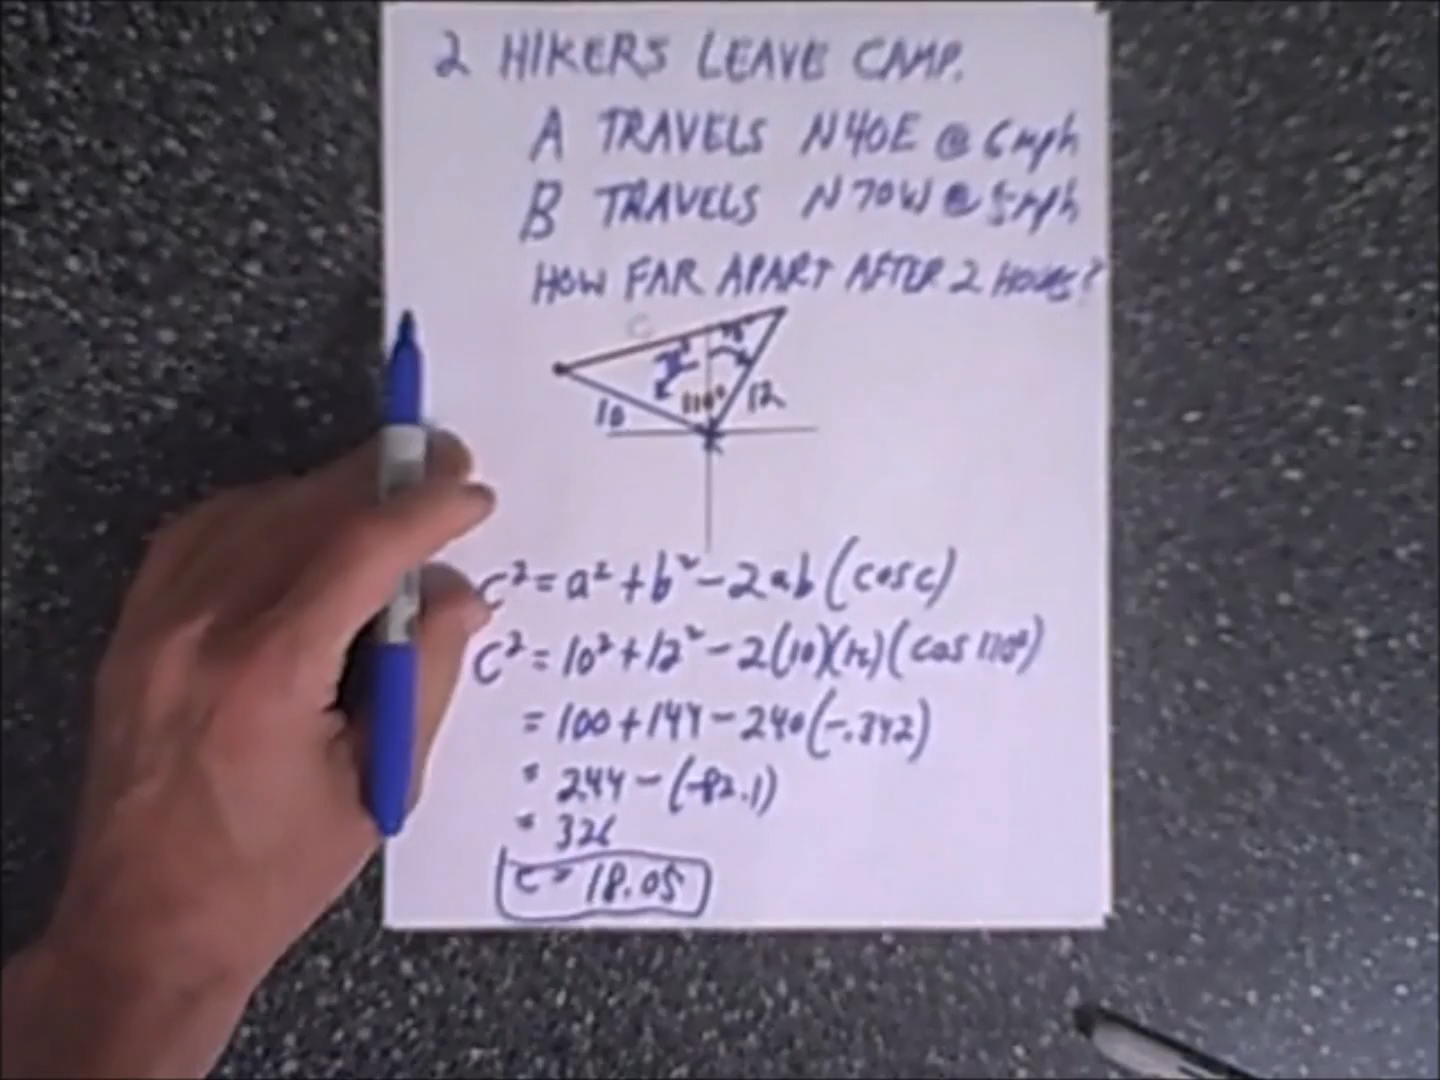 2 HIKERS LEAVE CAMP.
A TRAVELS N40E @ 6mph
B TRAVELS N70W @ 5mph
HOW FAR APART AFTER 2 HOURS?
C
10
110°
12
c² = a² + b² - 2ab (cos c)
c² = 10² + 12² - 2(10)(12)(cos 110°)
= 100 + 144 - 240(-.342)
= 244 - (-82.1)
= 326
c = 18.05